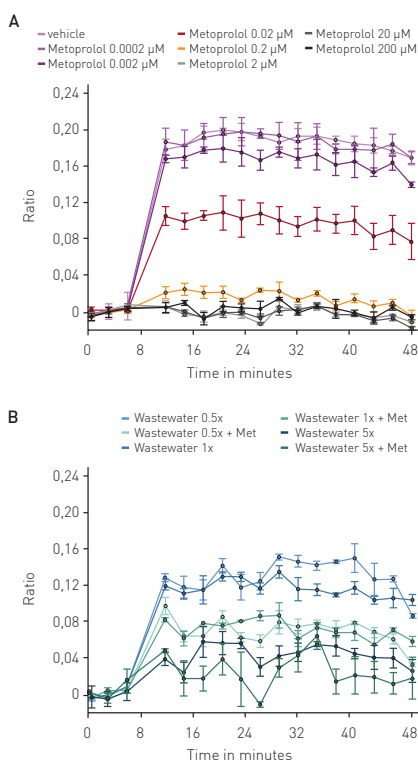 A
vehicle Metoprolol 0.02 µM Metoprolol 20 µM
Metoprolol 0.0002 µM Metoprolol 0.2 µM Metoprolol 200 µM
Metoprolol 0.002 µM Metoprolol 2 µM
0,24
0,20
0,16
0,12
0,08
0,04
0
Ratio
0 8 16 24 32 40 48
Time in minutes
B
Wastewater 0.5x Wastewater 1x + Met
Wastewater 0.5x + Met Wastewater 5x
Wastewater 1x Wastewater 5x + Met
0,24
0,20
0,16
0,12
0,08
0,04
0
Ratio
0 8 16 24 32 40 48
Time in minutes